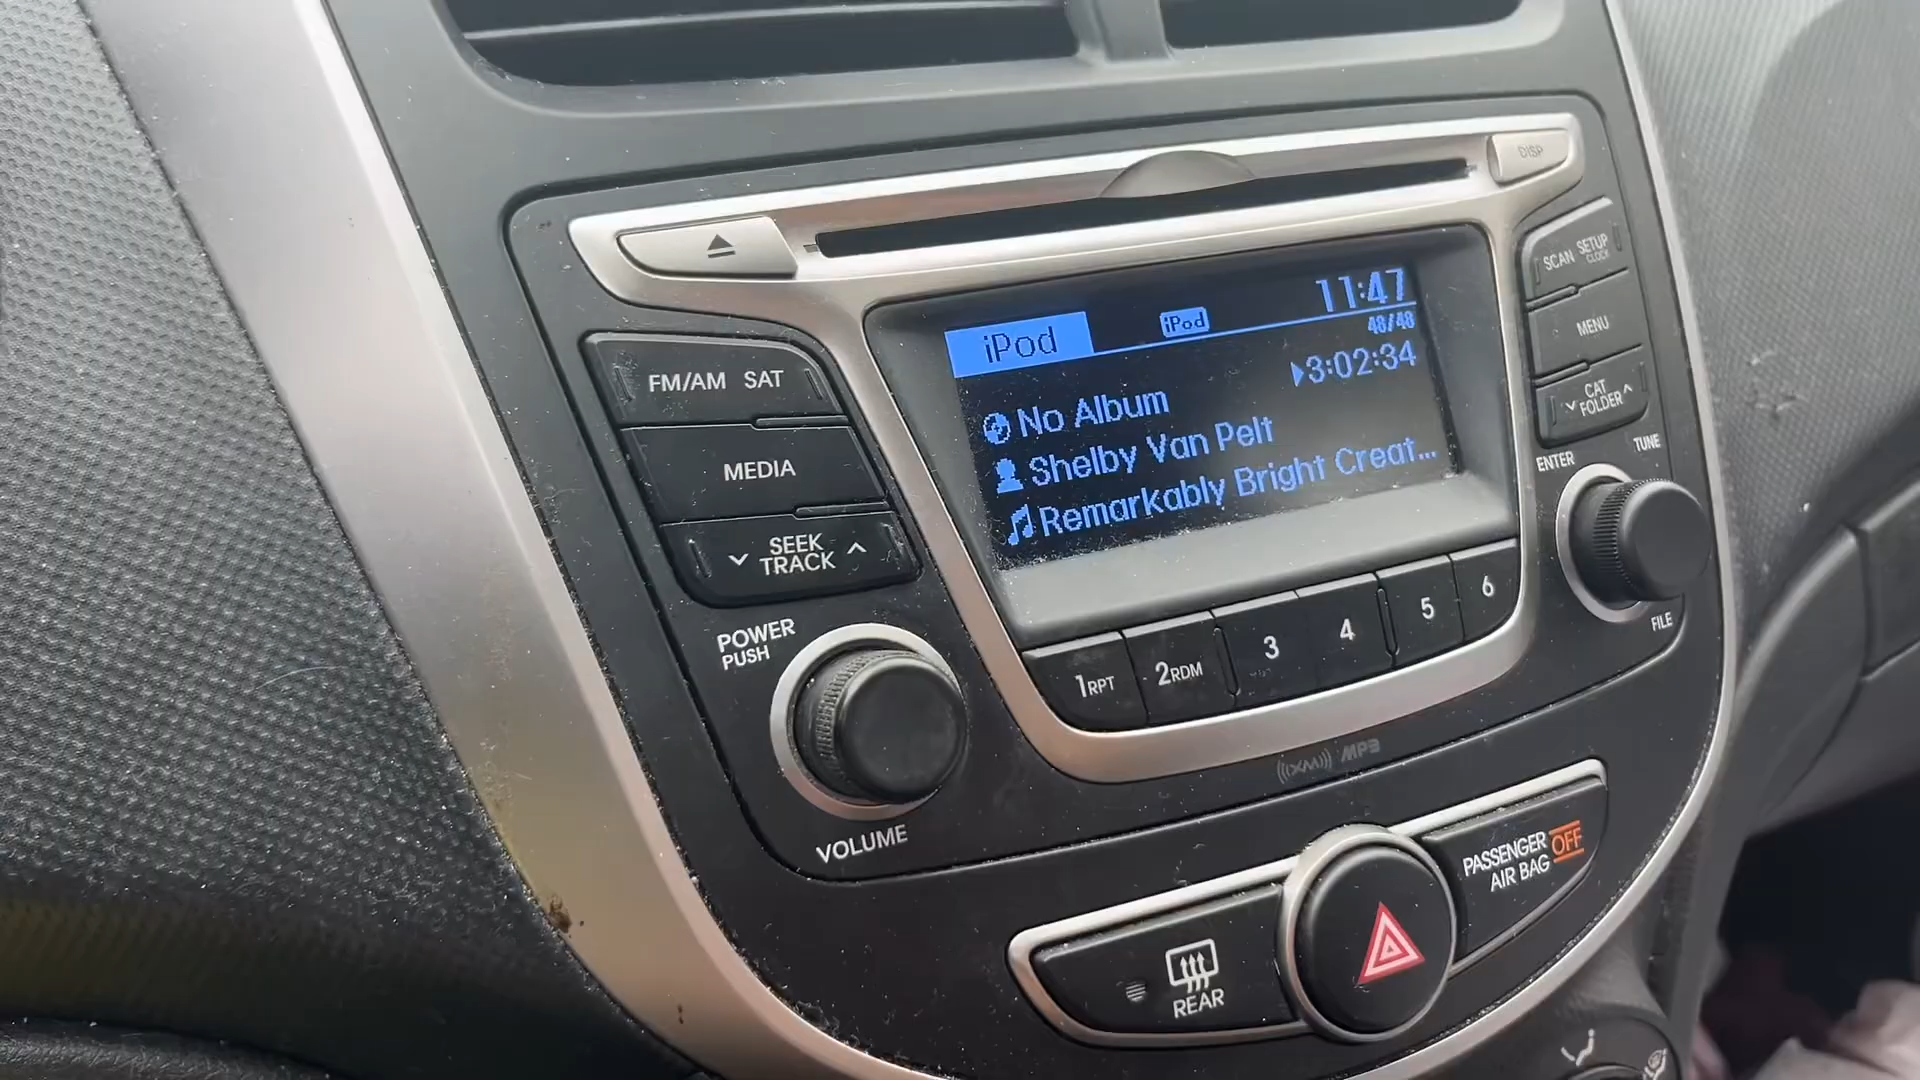 DISP
SCAN SETUP
CLOCK
MENU
CAT
FOLDER
TUNE
ENTER
FILE
iPod
iPod
11:47
48/48
3:02:34
No Album
Shelby Van Pelt
Remarkably Bright Creat...
FM/AM SAT
MEDIA
SEEK
TRACK
POWER
PUSH
VOLUME
1RPT
2RDM
3
4
5
6
((XM)) MP3
PASSENGER OFF
AIR BAG
REAR